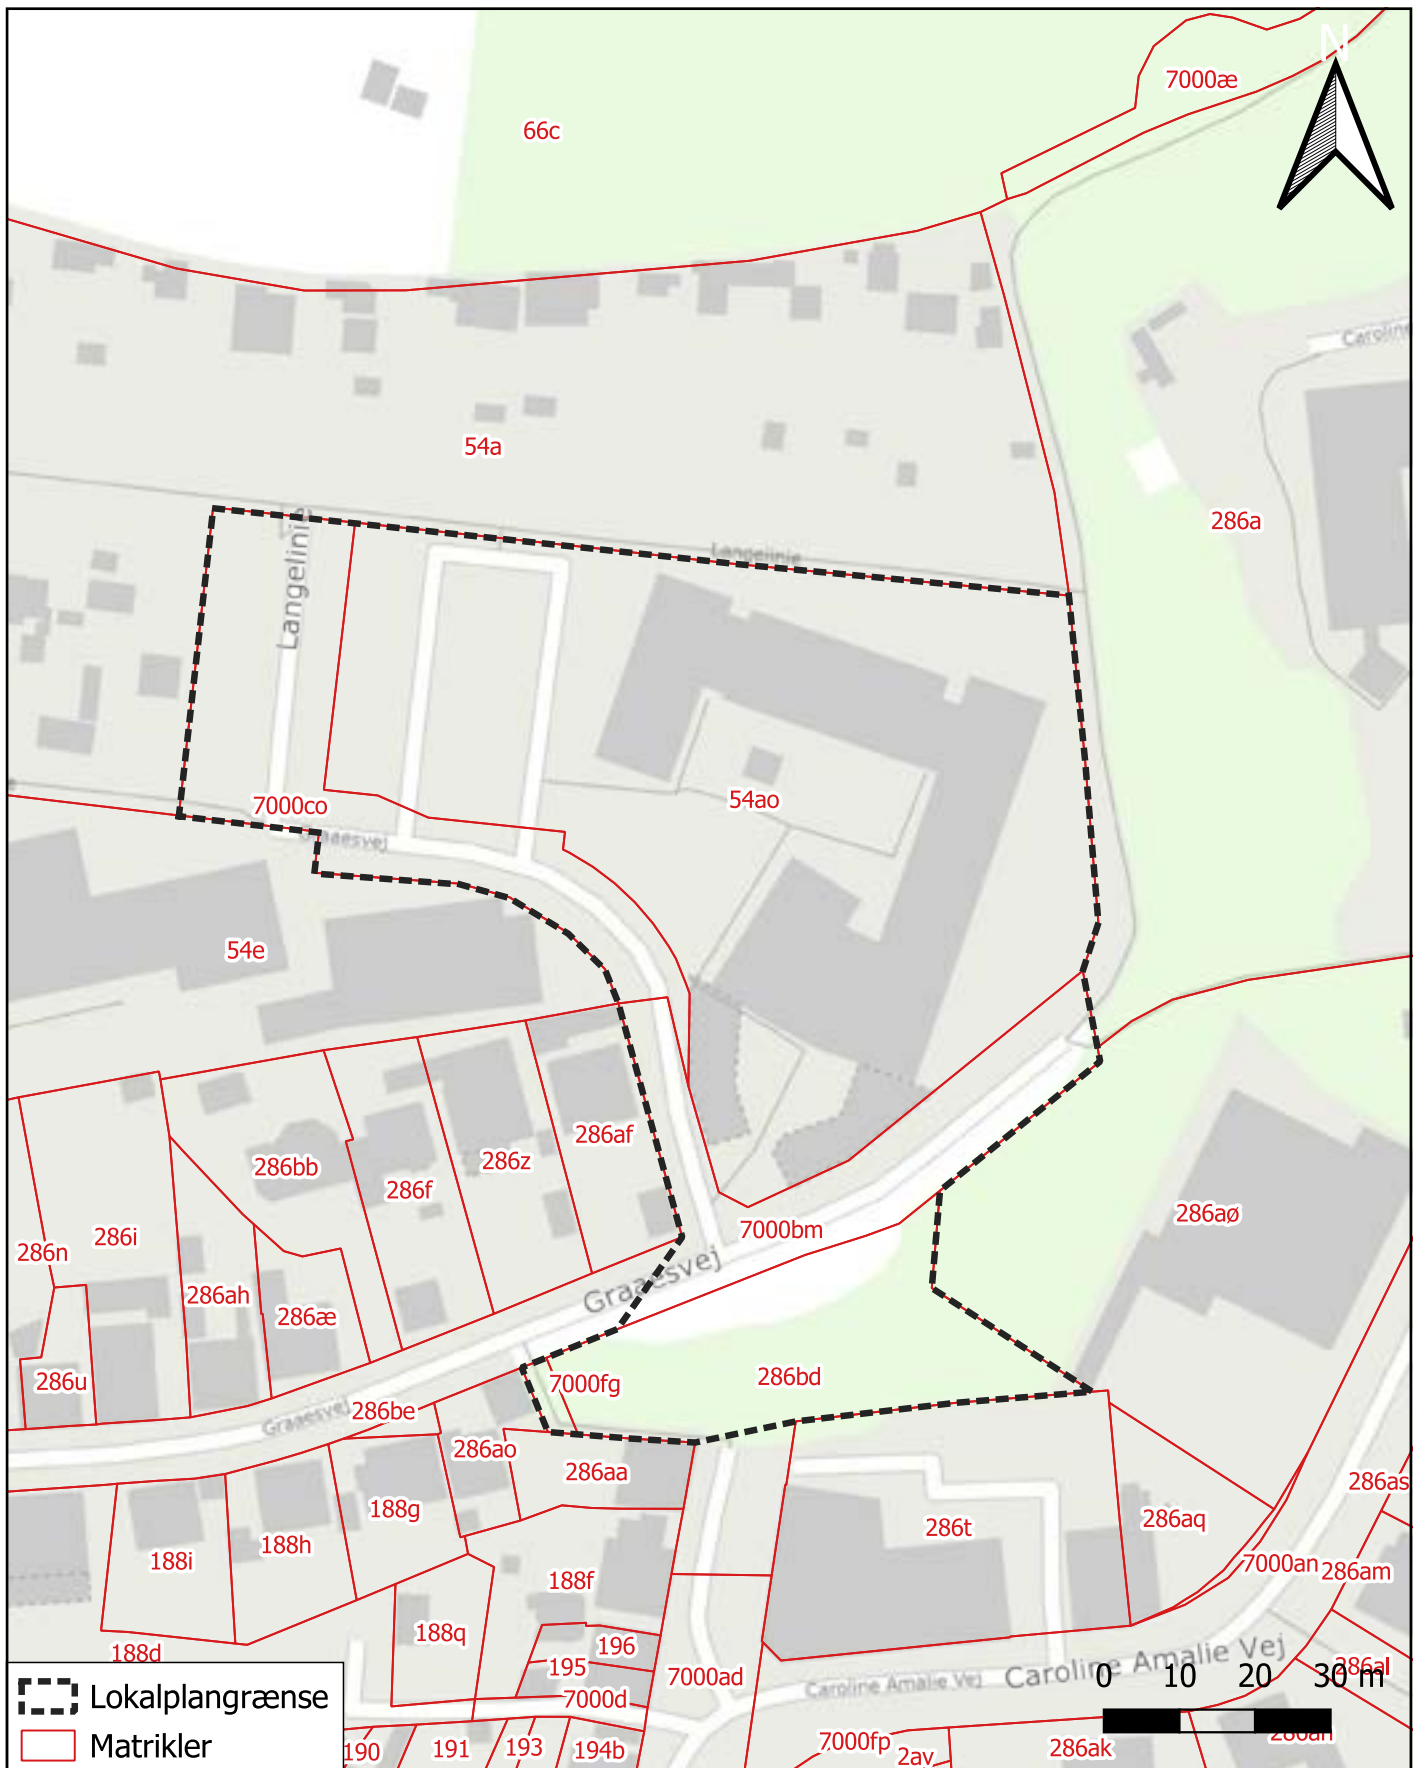 N
7000æ
66c
Caroline
54a
286a
Langelinie
Langelinie
7000co
54ao
Graaesvej
54e
286af
286z
286bb
286f
286aø
7000bm
286i
286n
Graaesvej
286ah
286æ
286bd
7000fg
286u
Graaesvej
286be
286ao
286aa
286as
188g
286t
286aq
188h
188i
7000an
286am
188f
188q
196
188d
195
7000ad
Caroline Amalie Vej
286al
Caroline Amalie Vej
0 10 20 30 m
7000d
Lokalplangrænse
Matrikler
190
191
193
194b
7000fp
2av
286ak